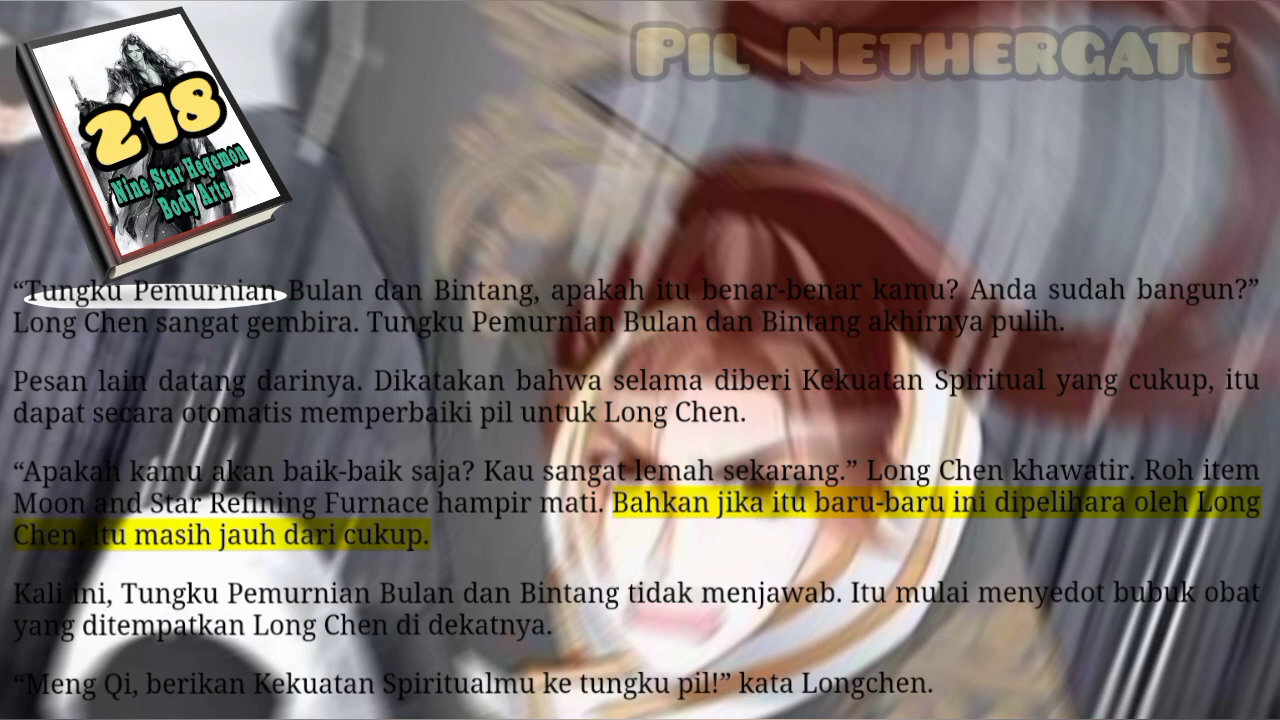 Pil Nethergate
218
Nine Star Hegemon
Body Arts
“Tungku Pemurnian Bulan dan Bintang, apakah itu benar-benar kamu? Anda sudah bangun?”
Long Chen sangat gembira. Tungku Pemurnian Bulan dan Bintang akhirnya pulih.
Pesan lain datang darinya. Dikatakan bahwa selama diberi Kekuatan Spiritual yang cukup, itu
dapat secara otomatis memperbaiki pil untuk Long Chen.
“Apakah kamu akan baik-baik saja? Kau sangat lemah sekarang.” Long Chen khawatir. Roh item
Moon and Star Refining Furnace hampir mati. Bahkan jika itu baru-baru ini dipelihara oleh Long
Chen, itu masih jauh dari cukup.
Kali ini, Tungku Pemurnian Bulan dan Bintang tidak menjawab. Itu mulai menyedot bubuk obat
yang ditempatkan Long Chen di dekatnya.
“Meng Qi, berikan Kekuatan Spiritualmu ke tungku pil!” kata Longchen.